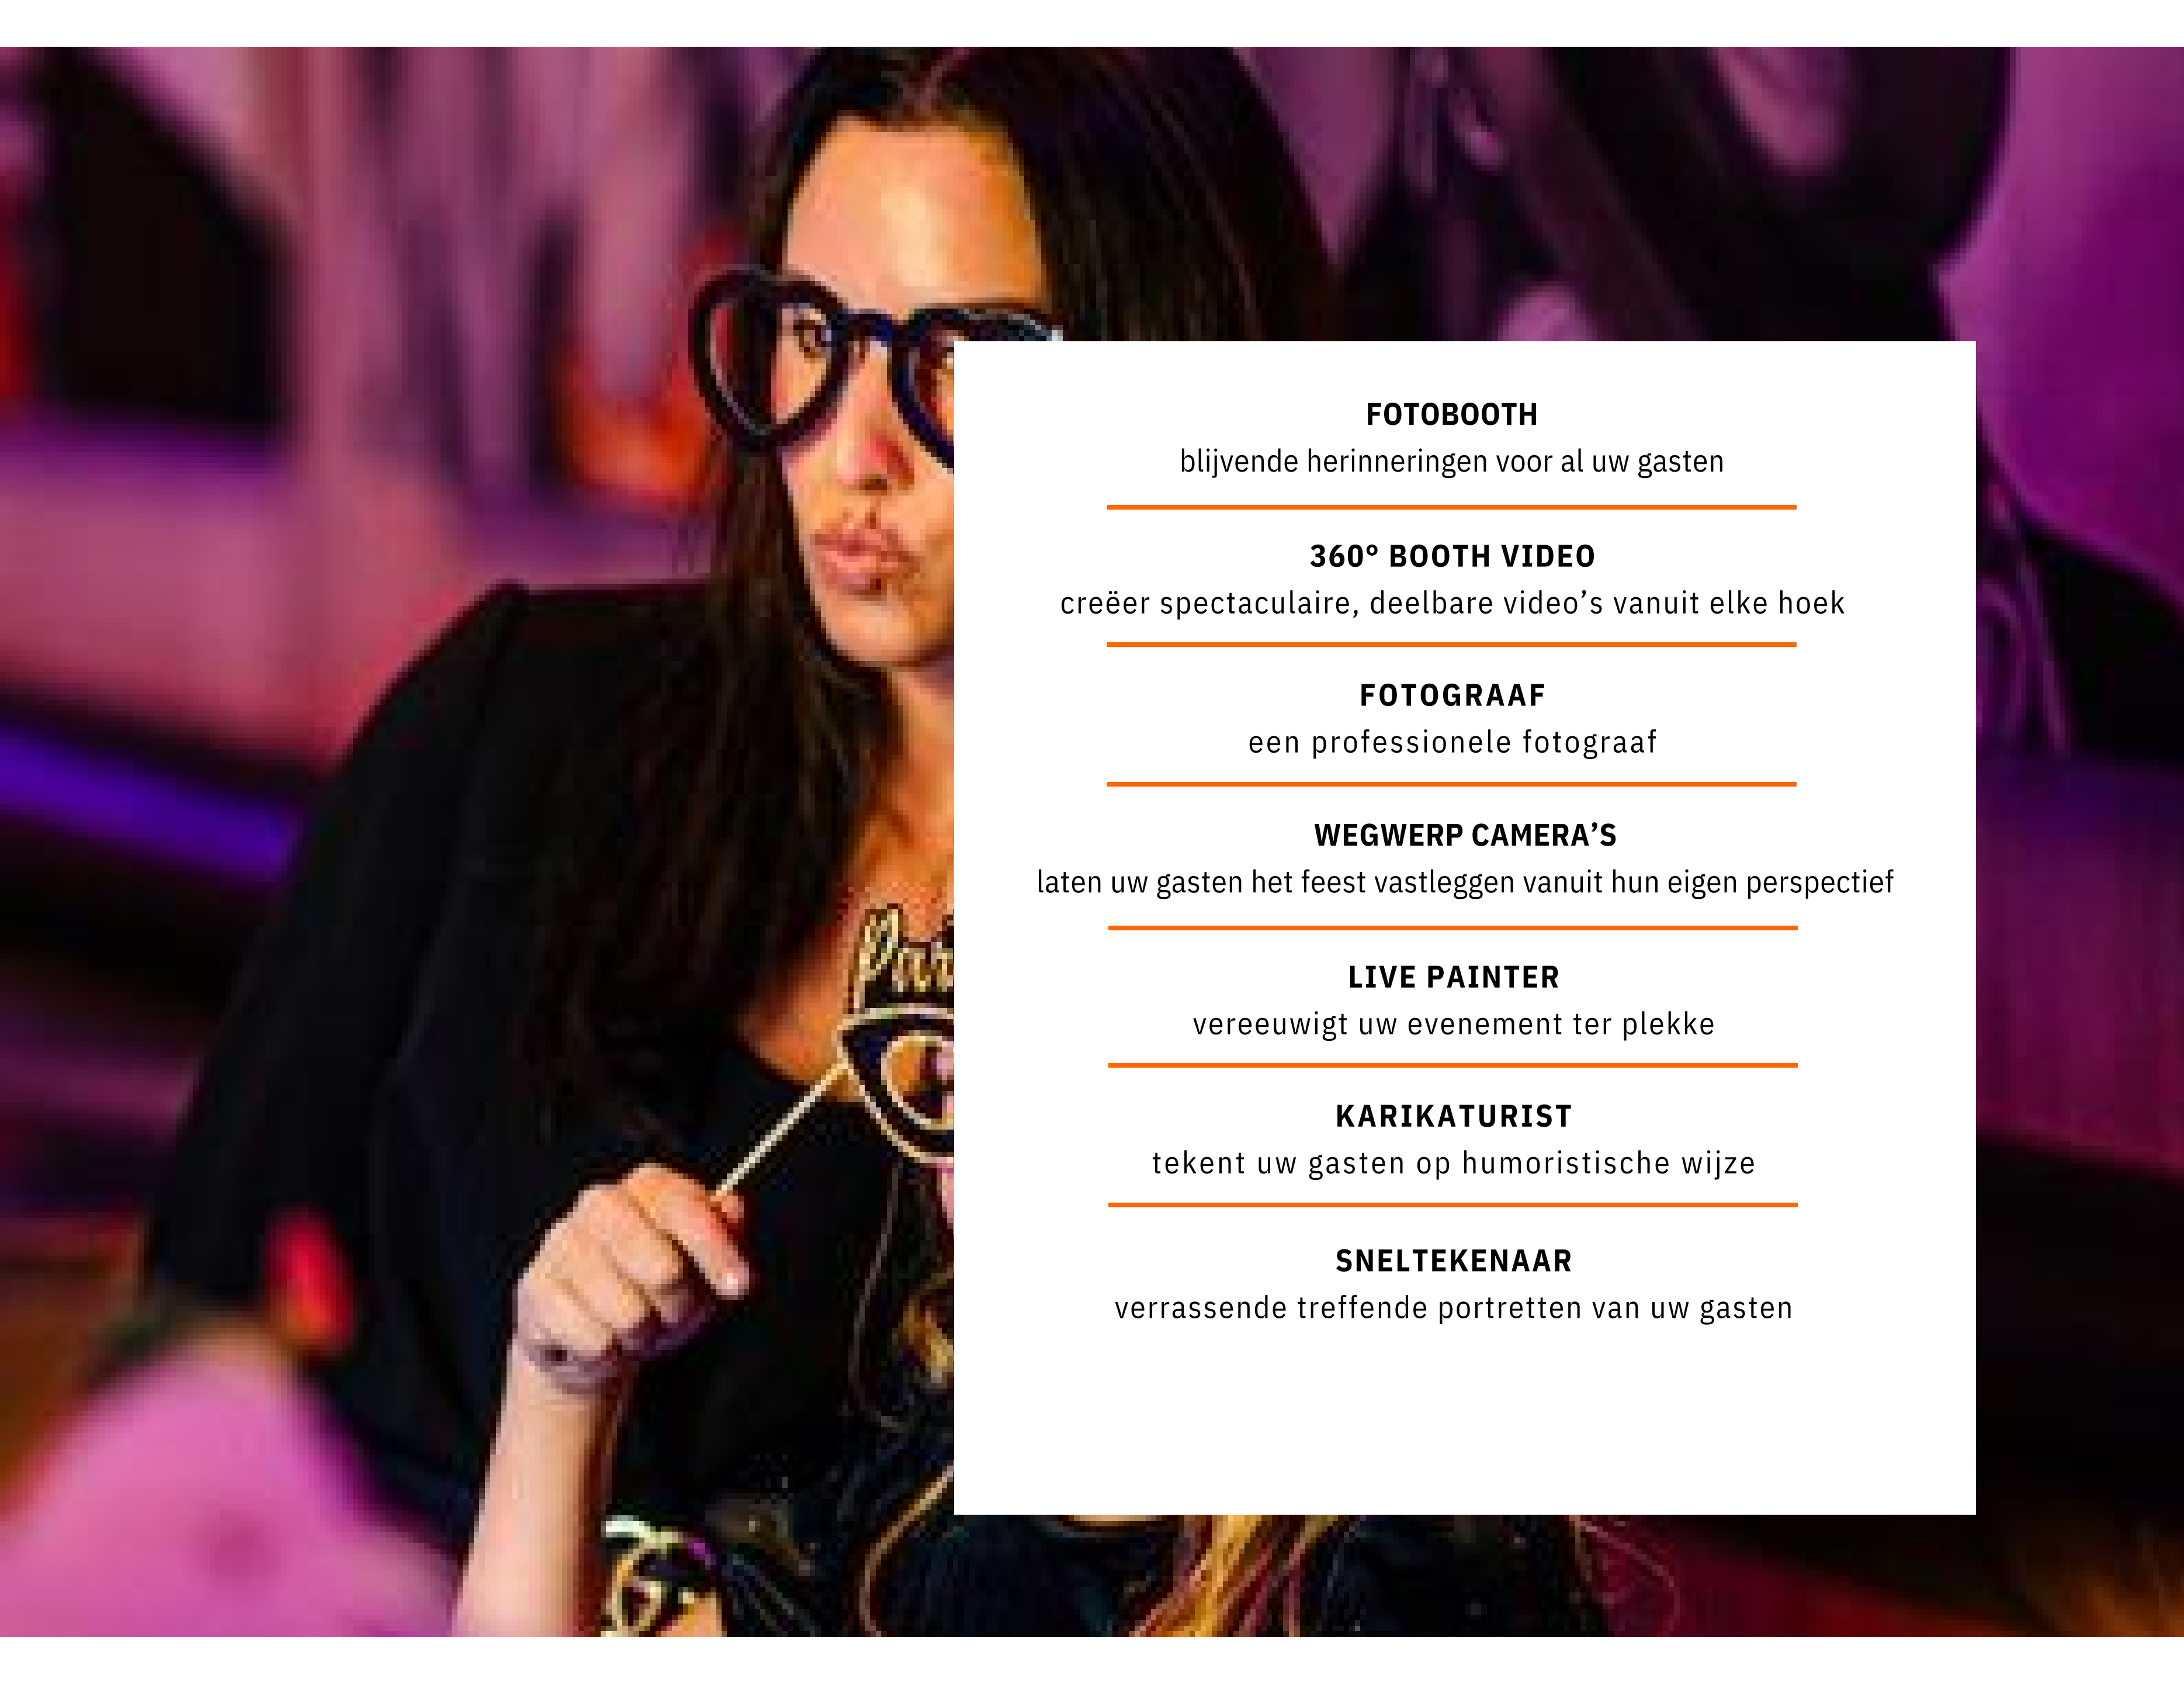 FOTOBOOTH
blijvende herinneringen voor al uw gasten
360° BOOTH VIDEO
creëer spectaculaire, deelbare video’s vanuit elke hoek
FOTOGRAAF
een professionele fotograaf
WEGWERP CAMERA’S
laten uw gasten het feest vastleggen vanuit hun eigen perspectief
LIVE PAINTER
vereeuwigt uw evenement ter plekke
KARIKATURIST
tekent uw gasten op humoristische wijze
SNELTEKENAAR
verrassende treffende portretten van uw gasten